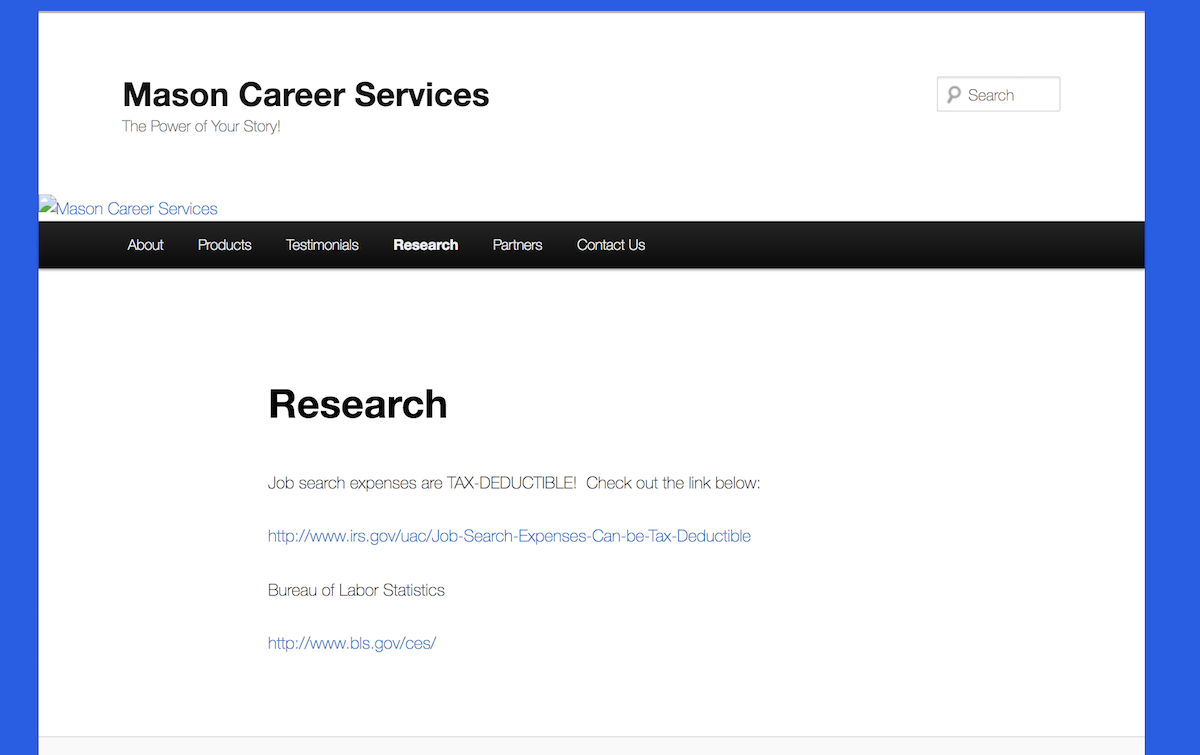 Mason Career Services
The Power of Your Story!
Search
Mason Career Services
About Products Testimonials Research Partners Contact Us
Research
Job search expenses are TAX-DEDUCTIBLE!  Check out the link below:
http://www.irs.gov/uac/Job-Search-Expenses-Can-be-Tax-Deductible
Bureau of Labor Statistics
http://www.bls.gov/ces/